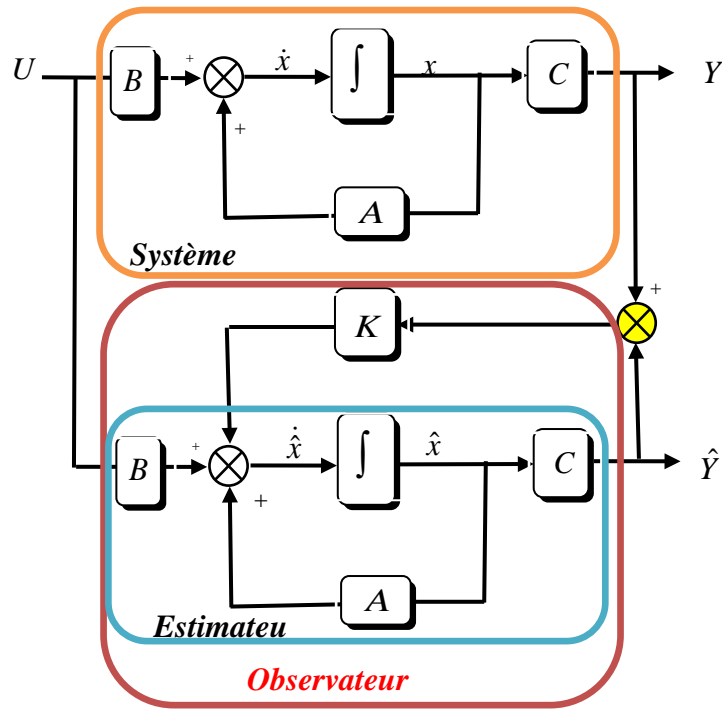 U B + ẋ ∫ x C Y
+
A
Système
+
K
B + x̂̇ ∫ x̂ C Ŷ
+
A
Estimateu
Observateur